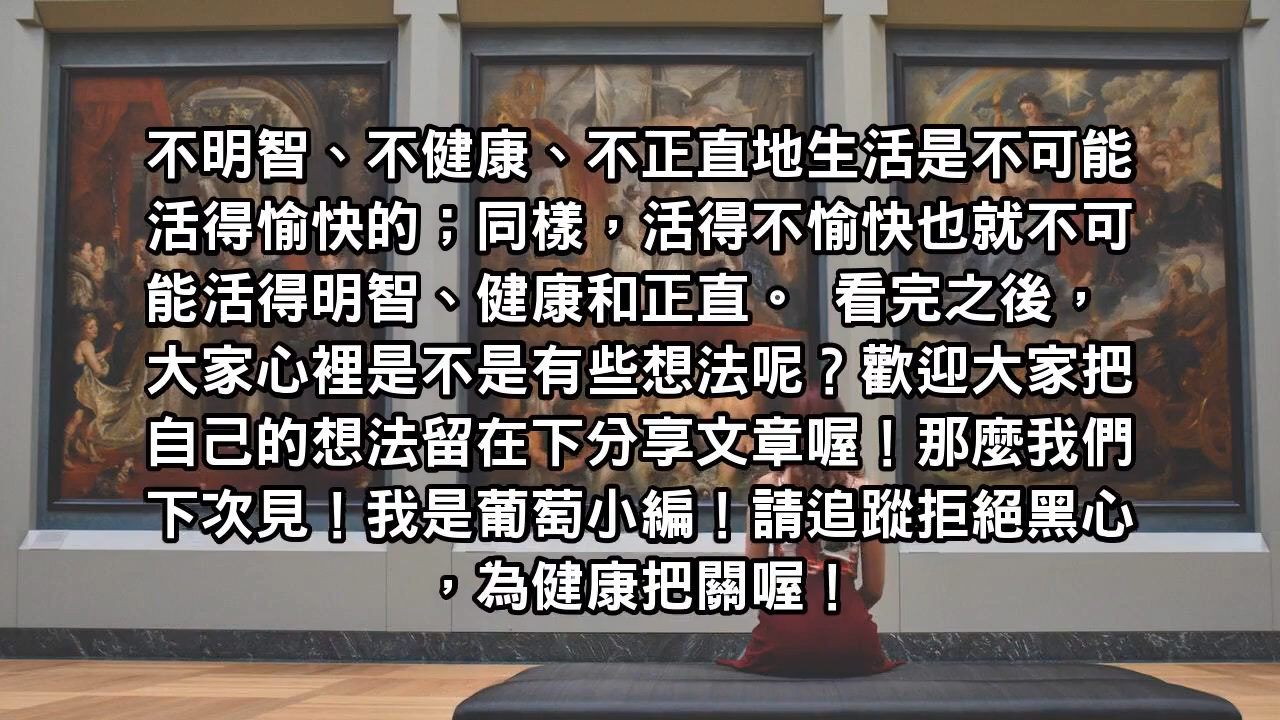 不明智、不健康、不正直地生活是不可能
活得愉快的；同樣，活得不愉快也就不可
能活得明智、健康和正直。 看完之後，
大家心裡是不是有些想法呢？歡迎大家把
自己的想法留在下分享文章喔！那麼我們
下次見！我是葡萄小編！請追蹤拒絕黑心
，為健康把關喔！